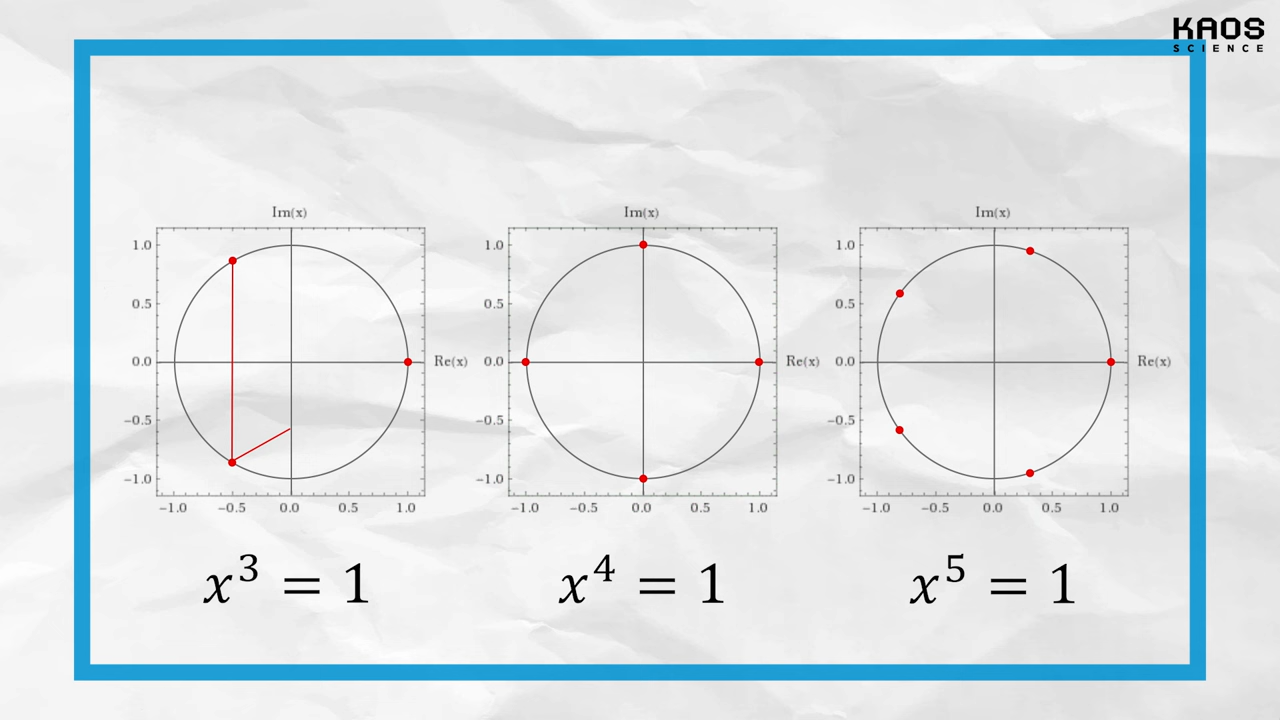 KAOS
SCIENCE
Im(x) Im(x) Im(x)
1.0 1.0 1.0
0.5 0.5 0.5
0.0 Re(x) 0.0 Re(x) 0.0 Re(x)
−0.5 −0.5 −0.5
−1.0 −1.0 −1.0
−1.0 −0.5 0.0 0.5 1.0 −1.0 −0.5 0.0 0.5 1.0 −1.0 −0.5 0.0 0.5 1.0
x³ = 1 x⁴ = 1 x⁵ = 1